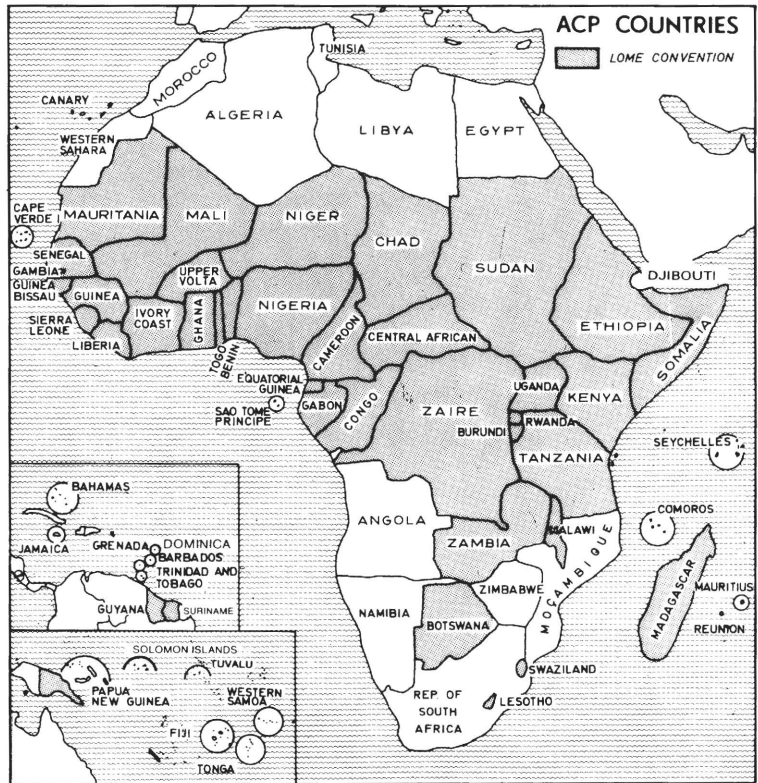 ACP COUNTRIES
LOME CONVENTION
TUNISIA
MOROCCO
CANARY
ALGERIA
LIBYA
EGYPT
WESTERN
SAHARA
CAPE
VERDE I
MAURITANIA
MALI
NIGER
CHAD
SUDAN
SENEGAL
GAMBIA
GUINEA
BISSAU
GUINEA
UPPER
VOLTA
NIGERIA
DJIBOUTI
ETHIOPIA
SOMALIA
SIERRA
LEONE
IVORY
COAST
GHANA
LIBERIA
TOGO
BENIN
CAMEROON
CENTRAL AFRICAN
EQUATORIAL
GUINEA
SAO TOME
PRINCIPE
GABON
CONGO
ZAIRE
UGANDA
KENYA
RWANDA
BURUNDI
TANZANIA
SEYCHELLES
ANGOLA
ZAMBIA
MALAWI
MOÇAMBIQUE
COMOROS
MADAGASCAR
MAURITIUS
REUNION
NAMIBIA
ZIMBABWE
BOTSWANA
SWAZILAND
LESOTHO
REP. OF
SOUTH
AFRICA
BAHAMAS
JAMAICA
GRENADA
DOMINICA
BARBADOS
TRINIDAD AND
TOBAGO
GUYANA
SURINAME
SOLOMON ISLANDS
TUVALU
PAPUA
NEW GUINEA
WESTERN
SAMOA
FIJI
TONGA